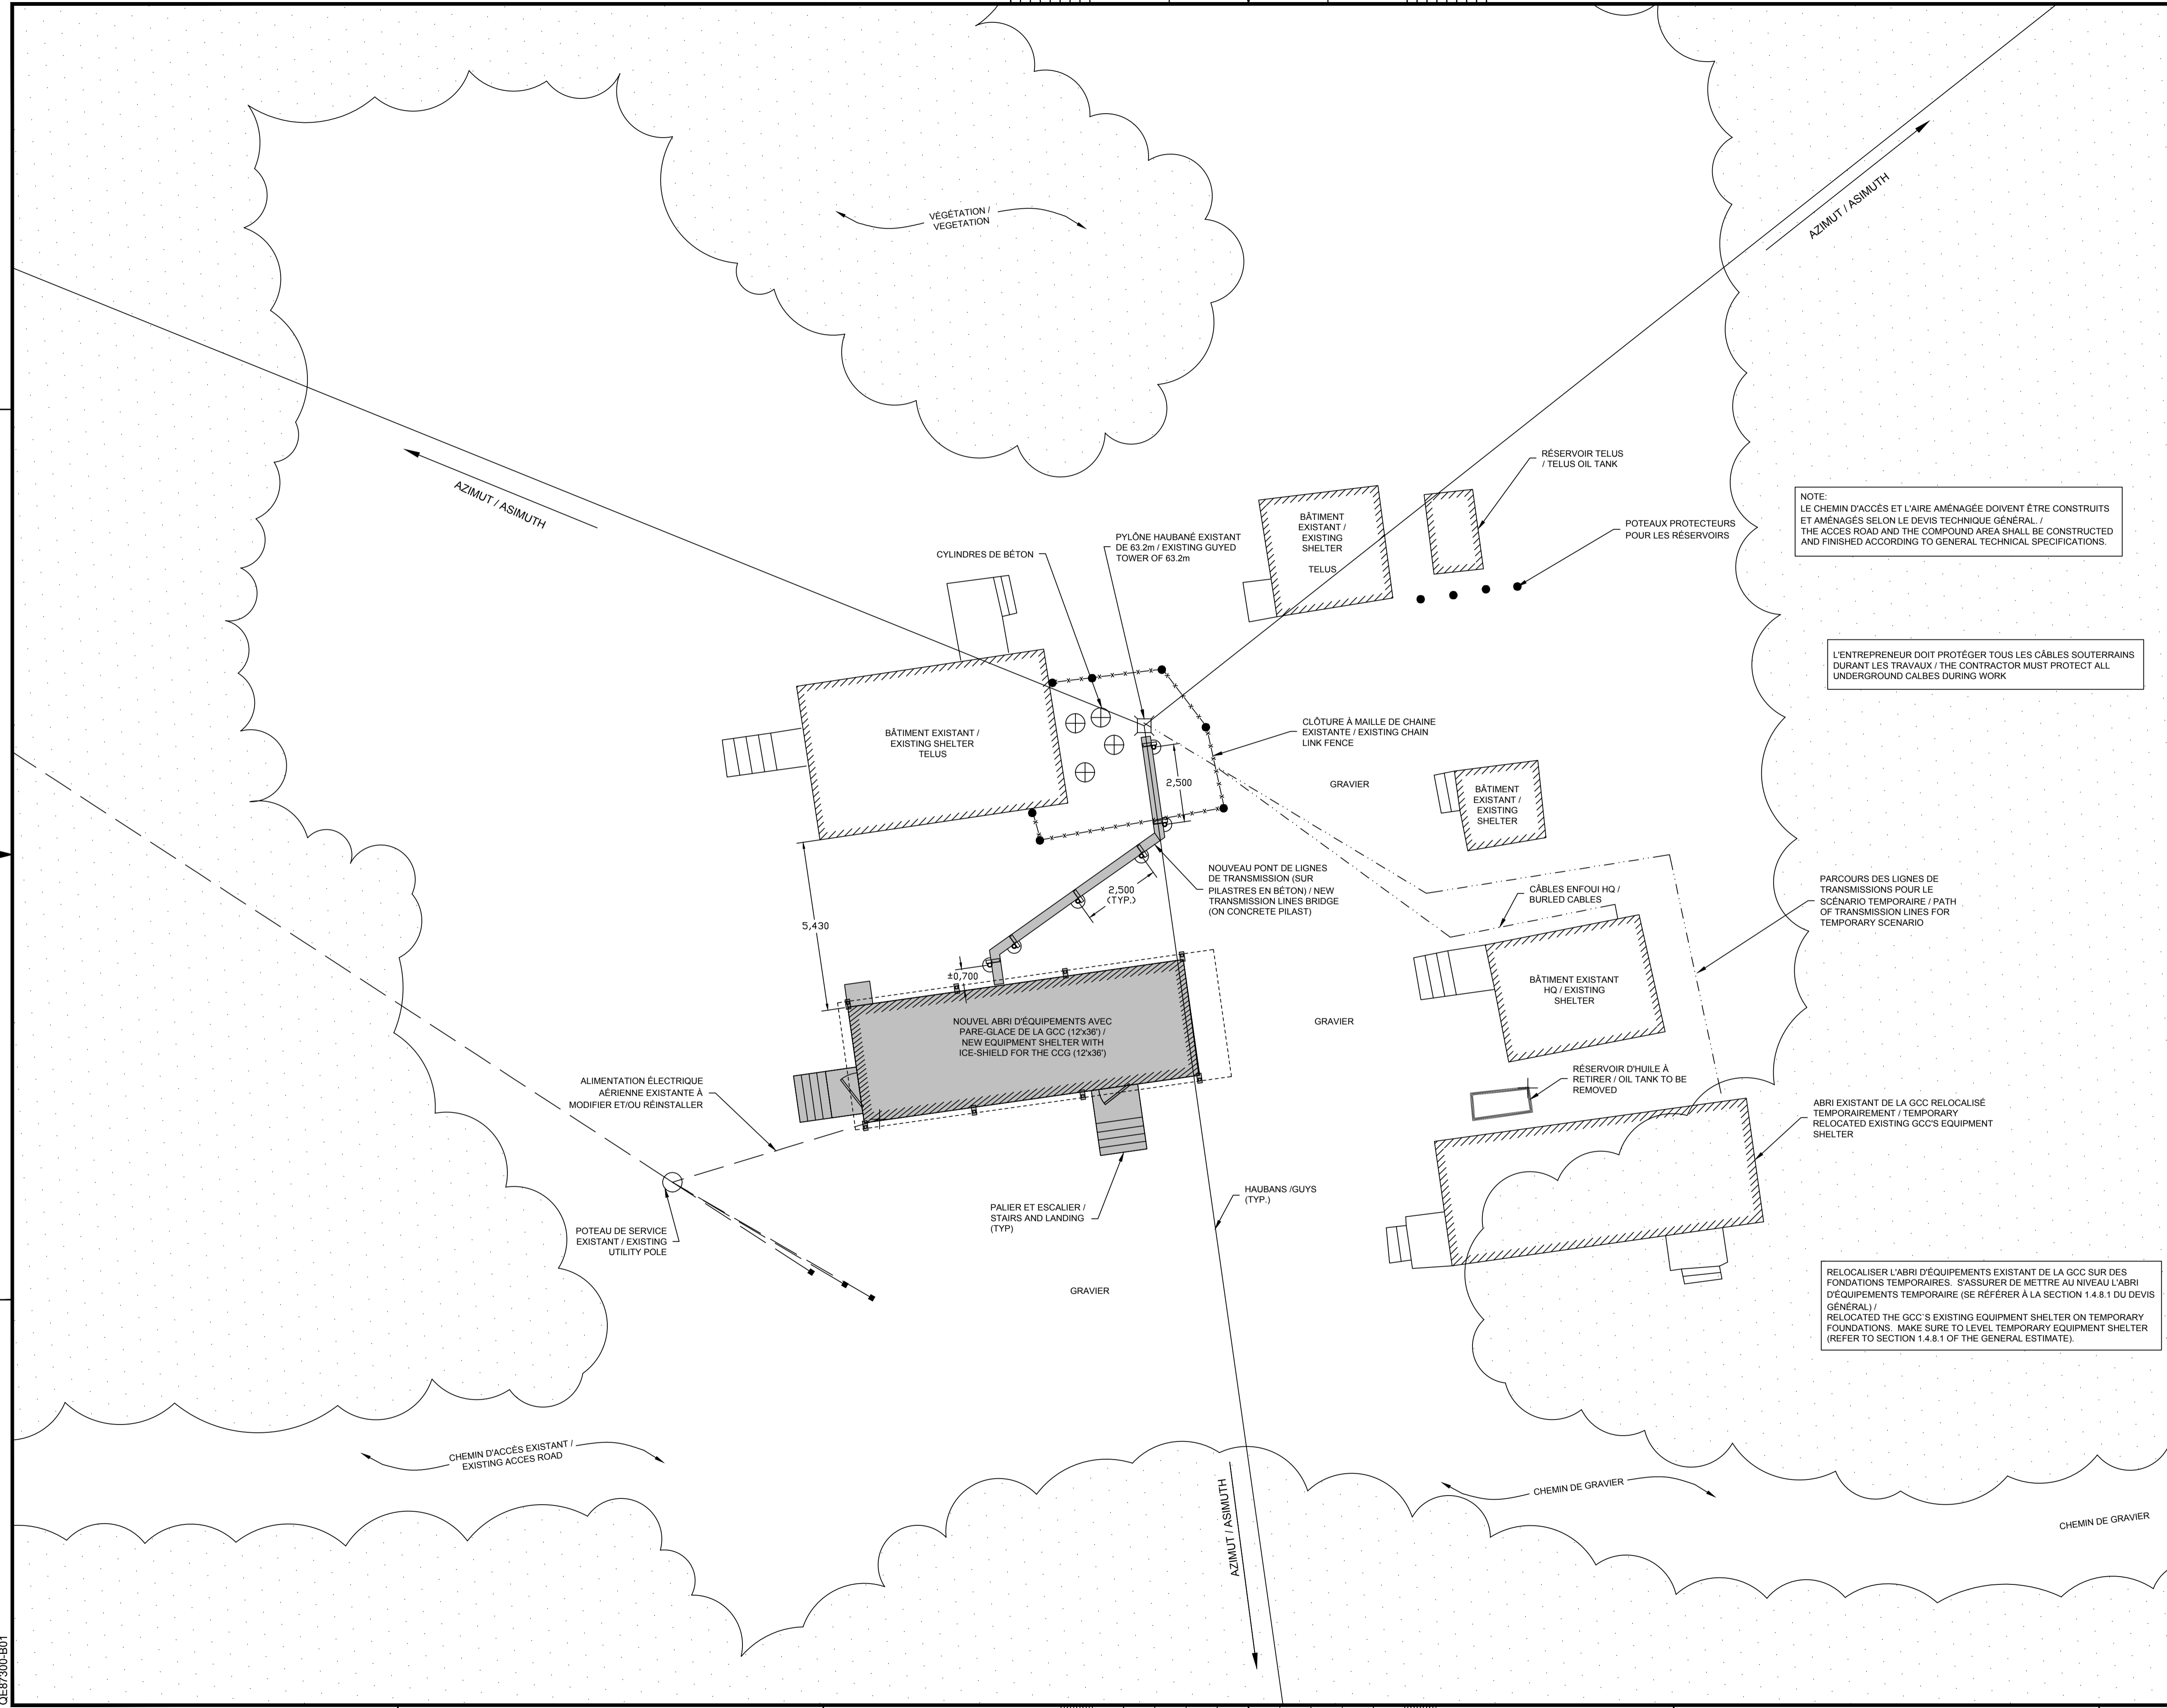 VÉGÉTATION /
VEGETATION
AZIMUT / ASIMUTH
AZIMUT / ASIMUTH
RÉSERVOIR TELUS
/ TELUS OIL TANK
NOTE:
LE CHEMIN D'ACCÈS ET L'AIRE AMÉNAGÉE DOIVENT ÊTRE CONSTRUITS
ET AMÉNAGÉS SELON LE DEVIS TECHNIQUE GÉNÉRAL. /
THE ACCES ROAD AND THE COMPOUND AREA SHALL BE CONSTRUCTED
AND FINISHED ACCORDING TO GENERAL TECHNICAL SPECIFICATIONS.
BÂTIMENT
EXISTANT /
EXISTING
SHELTER
TELUS
POTEAUX PROTECTEURS
POUR LES RÉSERVOIRS
CYLINDRES DE BÉTON
PYLÔNE HAUBANÉ EXISTANT
DE 63.2m / EXISTING GUYED
TOWER OF 63.2m
L'ENTREPRENEUR DOIT PROTÉGER TOUS LES CÂBLES SOUTERRAINS
DURANT LES TRAVAUX / THE CONTRACTOR MUST PROTECT ALL
UNDERGROUND CALBES DURING WORK
BÂTIMENT EXISTANT /
EXISTING SHELTER
TELUS
CLÔTURE À MAILLE DE CHAINE
EXISTANTE / EXISTING CHAIN
LINK FENCE
2,500
GRAVIER
BÂTIMENT
EXISTANT /
EXISTING
SHELTER
NOUVEAU PONT DE LIGNES
DE TRANSMISSION (SUR
PILASTRES EN BÉTON) / NEW
TRANSMISSION LINES BRIDGE
(ON CONCRETE PILAST)
2,500
(TYP.)
CÂBLES ENFOUI HQ /
BURLED CABLES
PARCOURS DES LIGNES DE
TRANSMISSIONS POUR LE
SCÉNARIO TEMPORAIRE / PATH
OF TRANSMISSION LINES FOR
TEMPORARY SCENARIO
5,430
±0,700
BÂTIMENT EXISTANT
HQ / EXISTING
SHELTER
NOUVEL ABRI D'ÉQUIPEMENTS AVEC
PARE-GLACE DE LA GCC (12'x36') /
NEW EQUIPMENT SHELTER WITH
ICE-SHIELD FOR THE CCG (12'x36')
GRAVIER
ALIMENTATION ÉLECTRIQUE
AÉRIENNE EXISTANTE À
MODIFIER ET/OU RÉINSTALLER
RÉSERVOIR D'HUILE À
RETIRER / OIL TANK TO BE
REMOVED
ABRI EXISTANT DE LA GCC RELOCALISÉ
TEMPORAIREMENT / TEMPORARY
RELOCATED EXISTING GCC'S EQUIPMENT
SHELTER
HAUBANS /GUYS
(TYP.)
PALIER ET ESCALIER /
STAIRS AND LANDING
(TYP)
POTEAU DE SERVICE
EXISTANT / EXISTING
UTILITY POLE
GRAVIER
RELOCALISER L'ABRI D'ÉQUIPEMENTS EXISTANT DE LA GCC SUR DES
FONDATIONS TEMPORAIRES. S'ASSURER DE METTRE AU NIVEAU L'ABRI
D'ÉQUIPEMENTS TEMPORAIRE (SE RÉFÉRER À LA SECTION 1.4.8.1 DU DEVIS
GÉNÉRAL) /
RELOCATED THE GCC`S EXISTING EQUIPMENT SHELTER ON TEMPORARY
FOUNDATIONS. MAKE SURE TO LEVEL TEMPORARY EQUIPMENT SHELTER
(REFER TO SECTION 1.4.8.1 OF THE GENERAL ESTIMATE).
CHEMIN D'ACCÈS EXISTANT /
EXISTING ACCES ROAD
CHEMIN DE GRAVIER
CHEMIN DE GRAVIER
AZIMUT / ASIMUTH
QE87300-B01